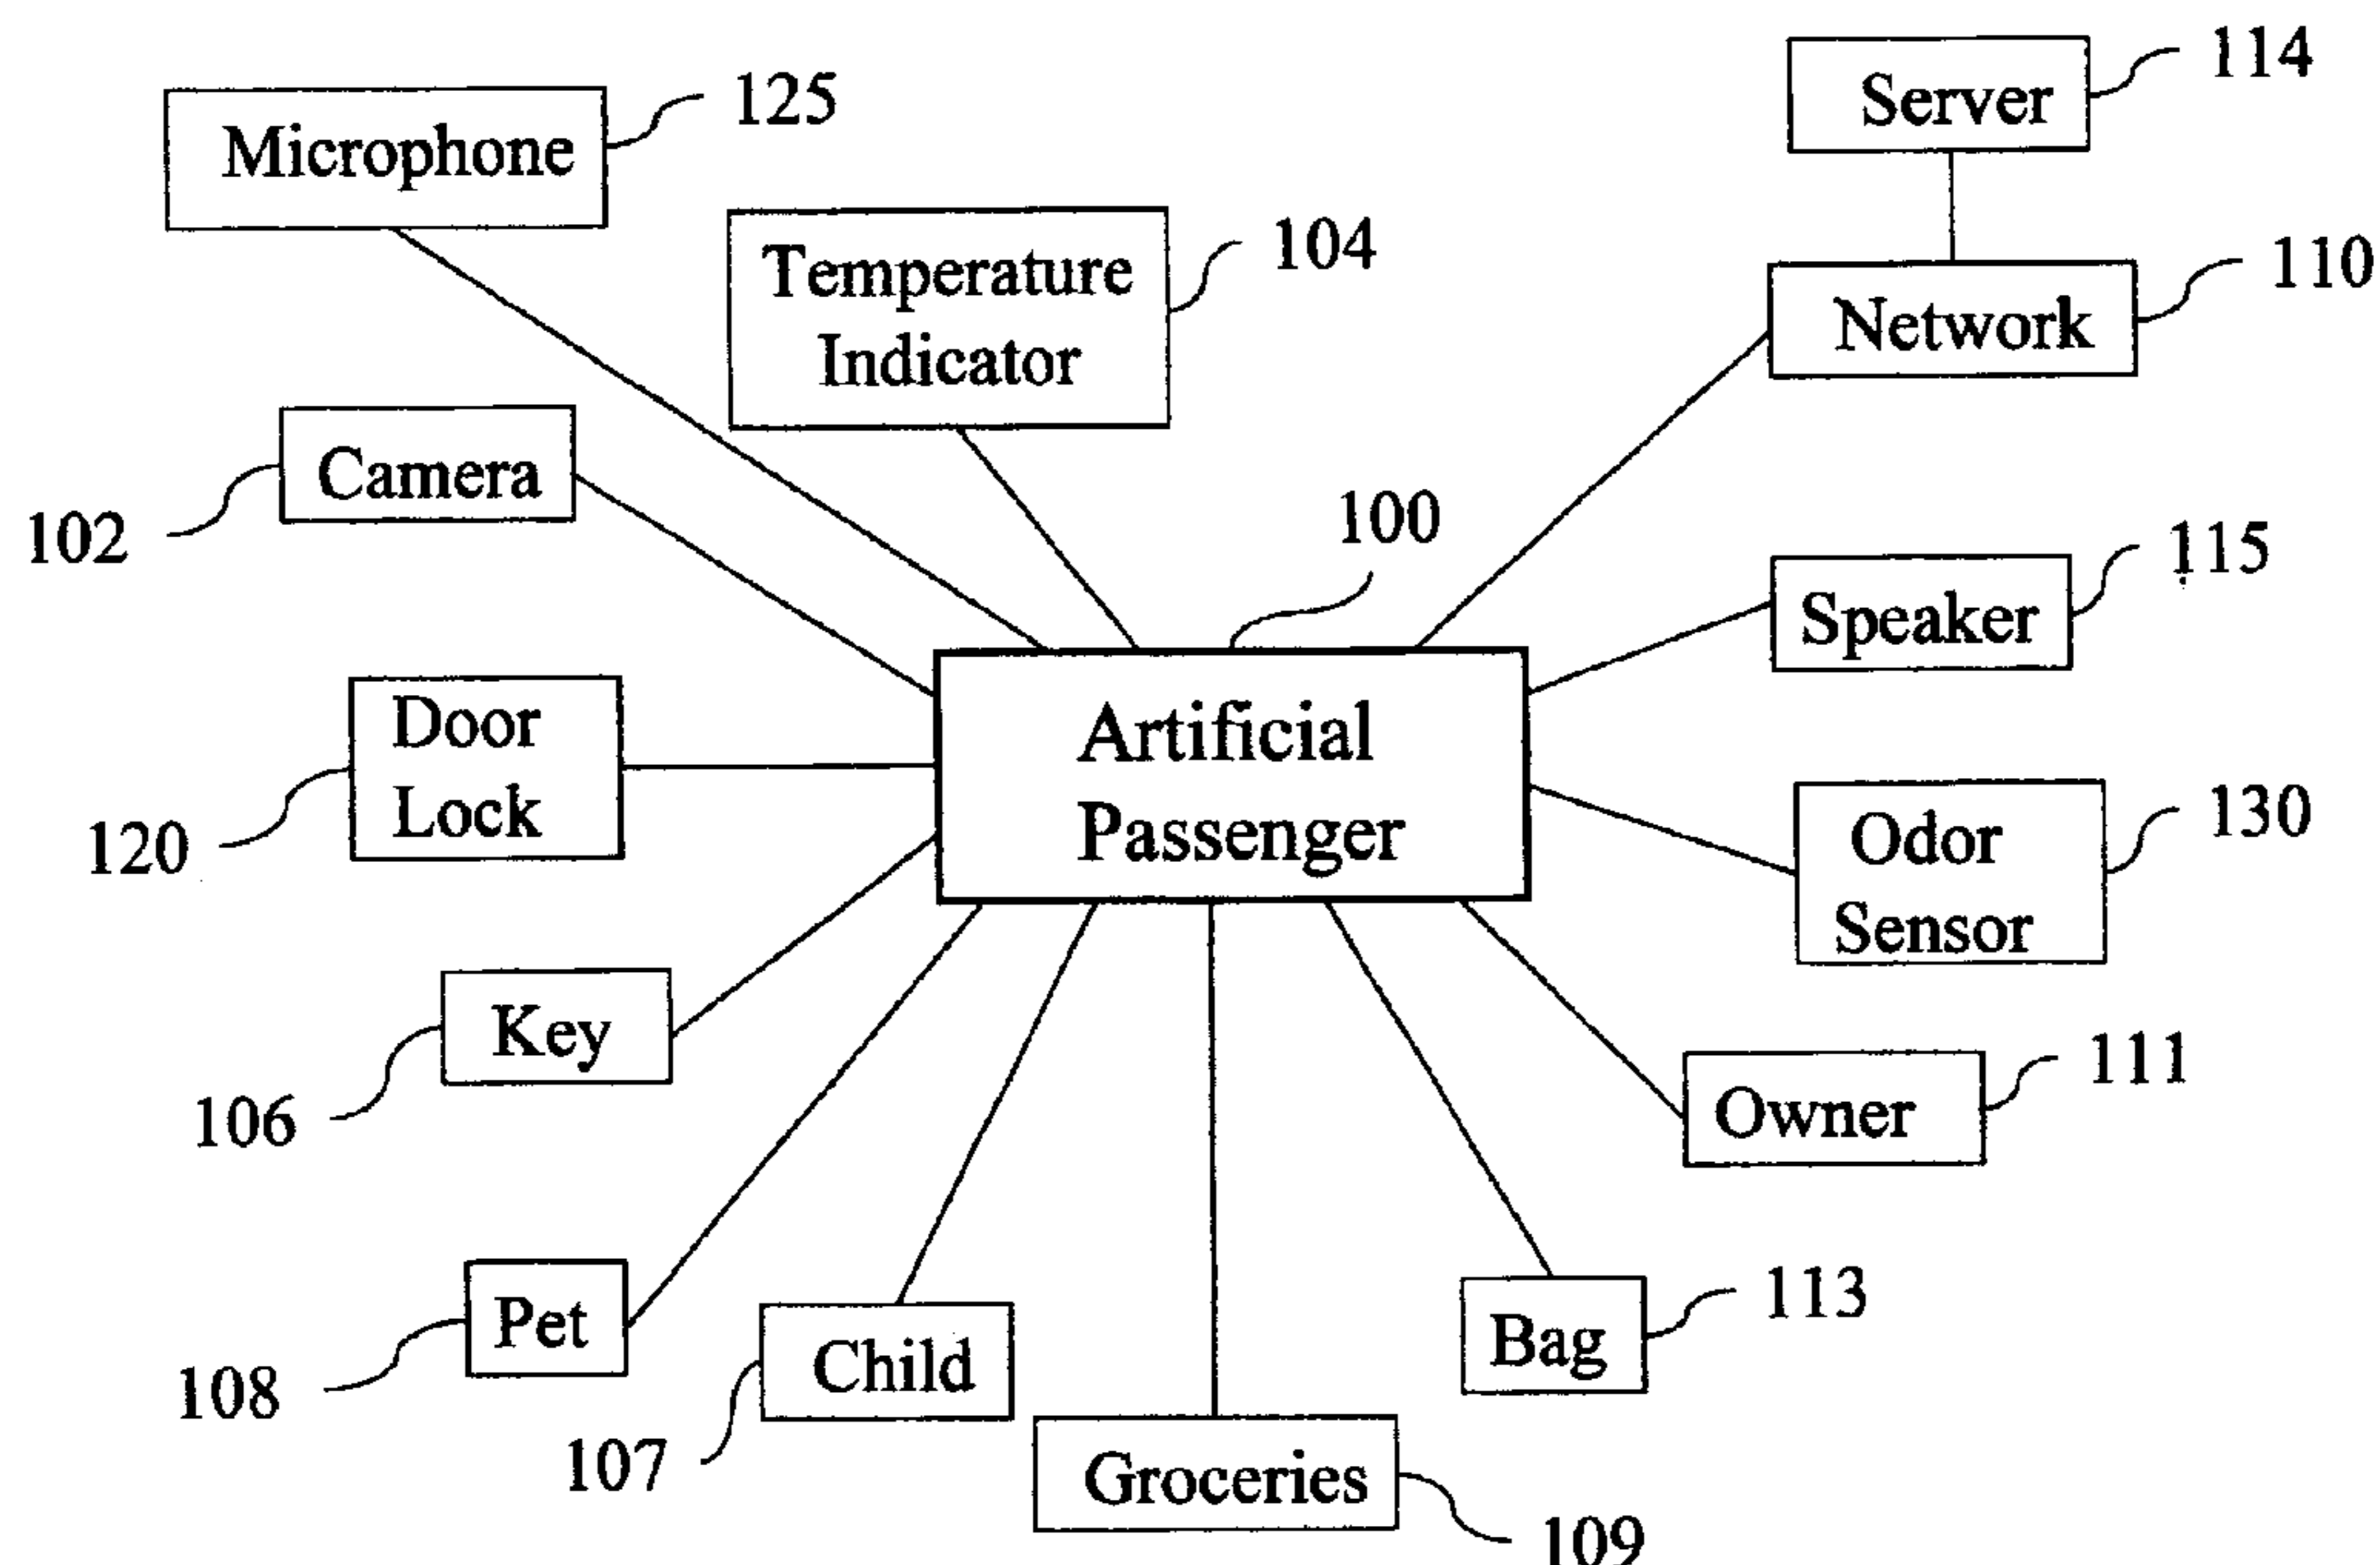 114
Server
125
Microphone
104
Temperature
Indicator
110
Network
Camera
102
100
115
Speaker
Door
Lock
120
Artificial
Passenger
130
Odor
Sensor
Key
106
111
Owner
Pet
108
Child
107
113
Bag
Groceries
109